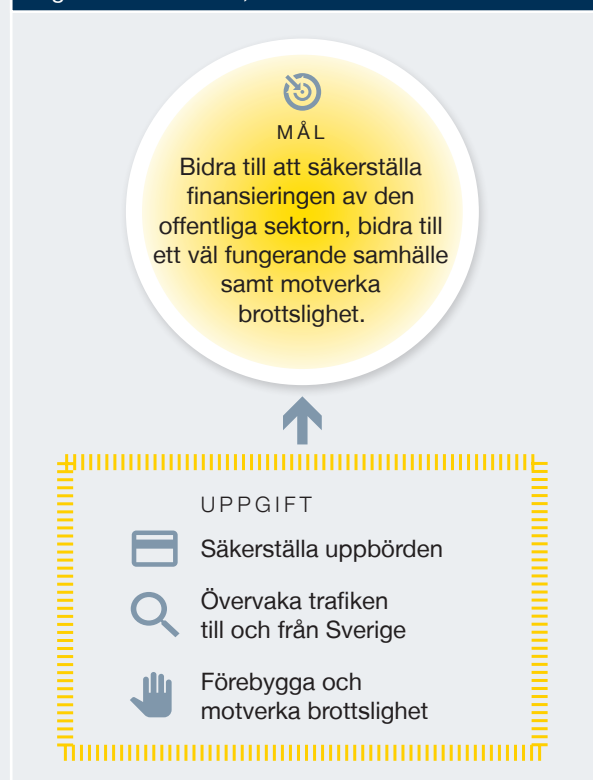 MÅL
Bidra till att säkerställa
finansieringen av den
offentliga sektorn, bidra till
ett väl fungerande samhälle
samt motverka
brottslighet.
UPPGIFT
Säkerställa uppbörden
Övervaka trafiken
till och från Sverige
Förebygga och
motverka brottslighet